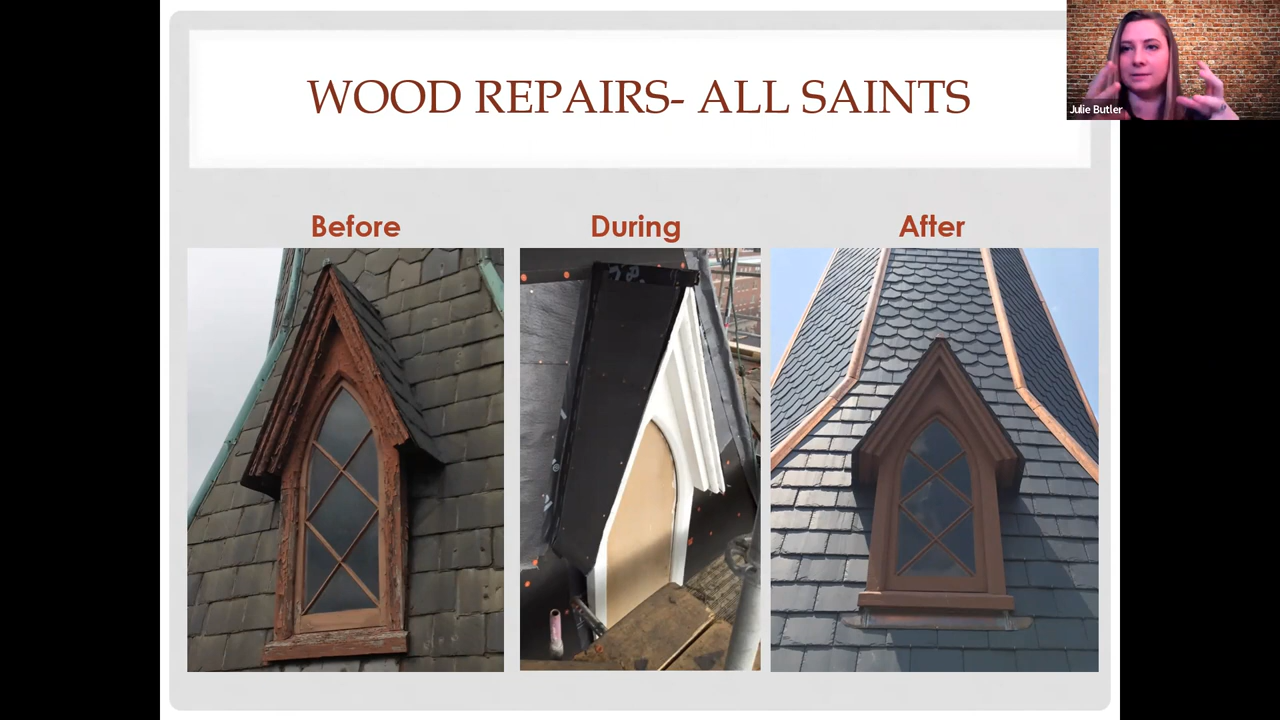 WOOD REPAIRS- ALL SAINTS
Julie Butler
Before
During
After